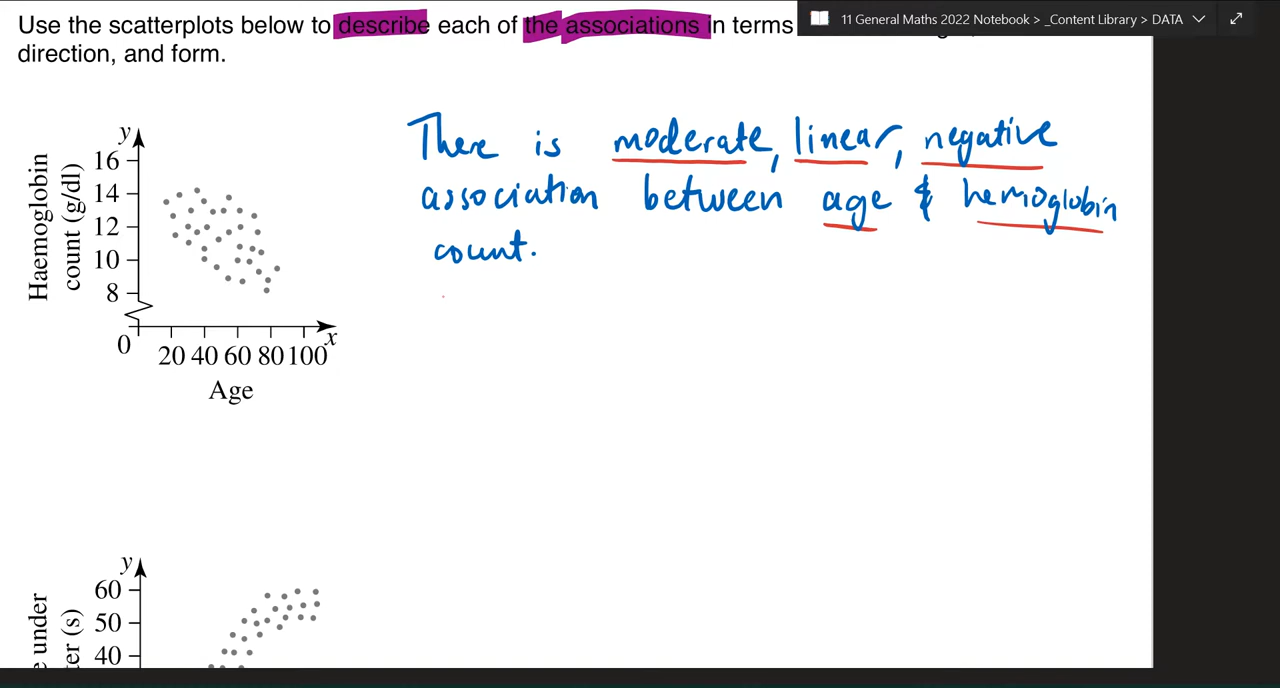 Use the scatterplots below to describe each of the associations in terms
direction, and form.
11 General Maths 2022 Notebook > _Content Library > DATA
There is moderate, linear, negative
association between age & hemoglobin
count.
y
Haemoglobin
count (g/dl)
16
14
12
10
8
0
20 40 60 80 100
x
Age
y
e under
ter (s)
60
50
40